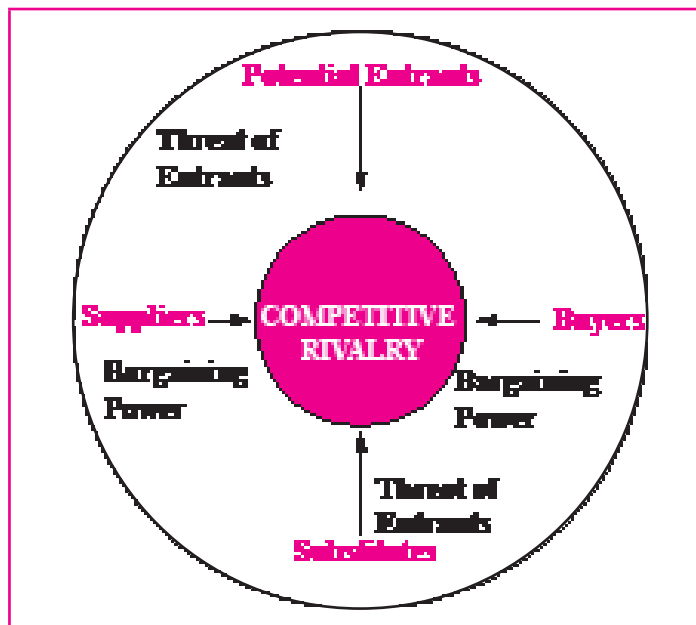 Potential Entrants
Threat of
Entrants
Suppliers
COMPETITIVE
RIVALRY
Buyers
Bargaining
Power
Bargaining
Power
Threat of
Entrants
Substitutes